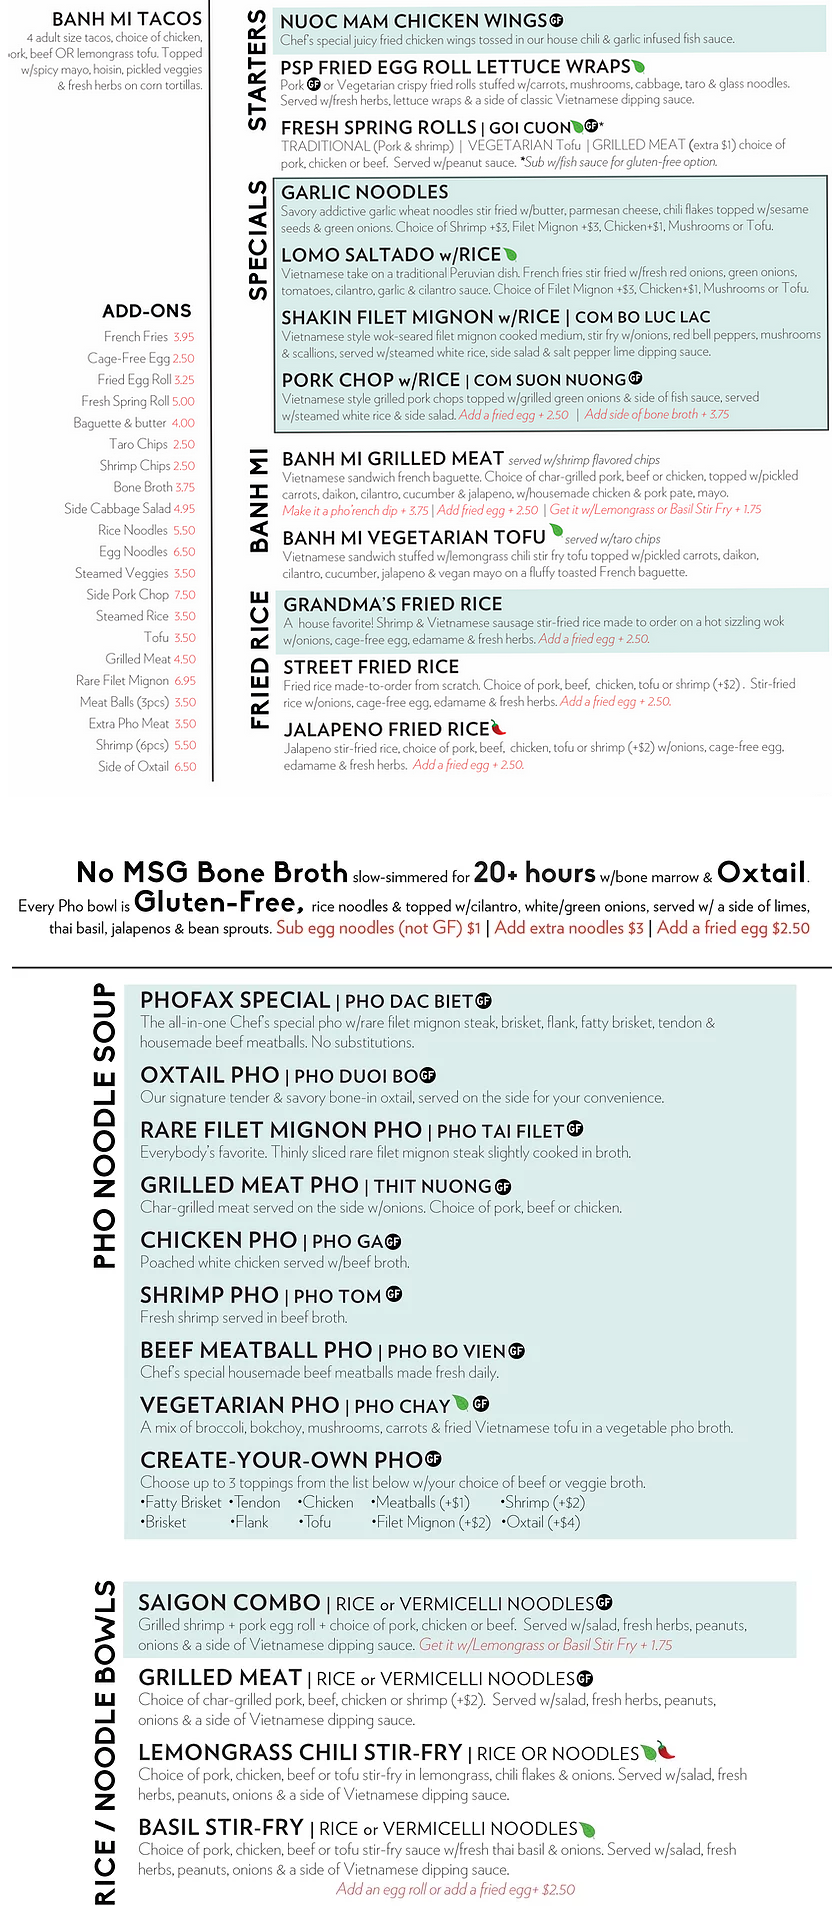 BANH MI TACOS
4 adult size tacos, choice of chicken,
beef OR lemongrass tofu. Topped
w/spicy mayo, hoisin, pickled veggies
& fresh herbs on corn tortillas.
ADD-ONS
French Fries 3.95
Cage-Free Egg 2.50
Fried Egg Roll 3.25
Fresh Spring Roll 5.00
Baguette & butter 4.00
Taro Chips 2.50
Shrimp Chips 2.50
Bone Broth 3.75
Side Cabbage Salad 4.95
Rice Noodles 5.50
Egg Noodles 6.50
Steamed Veggies 3.50
Side Pork Chop 7.50
Steamed Rice 3.50
Tofu 3.50
Grilled Meat 4.50
Rare Filet Mignon 6.95
Meat Balls (3pcs) 3.50
Extra Pho Meat 3.50
Shrimp (6pcs) 5.50
Side of Oxtail 6.50
STARTERS
NUOC MAM CHICKEN WINGS GF
Chef's special juicy fried chicken wings tossed in our house chili & garlic infused fish sauce.
PSP FRIED EGG ROLL LETTUCE WRAPS
Pork GF or Vegetarian crispy fried rolls stuffed w/carrots, mushrooms, cabbage, taro & glass noodles.
Served w/fresh herbs, lettuce wraps & a side of classic Vietnamese dipping sauce.
FRESH SPRING ROLLS | GOI CUON GF*
TRADITIONAL (Pork & shrimp) | VEGETARIAN Tofu | GRILLED MEAT (extra $1) choice of
pork, chicken or beef. Served w/peanut sauce. *Sub w/fish sauce for gluten-free option.
SPECIALS
GARLIC NOODLES
Savory addictive garlic wheat noodles stir fried w/butter, parmesan cheese, chili flakes topped w/sesame
seeds & green onions. Choice of Shrimp +$3, Filet Mignon +$3, Chicken+$1, Mushrooms or Tofu.
LOMO SALTADO w/RICE
Vietnamese take on a traditional Peruvian dish. French fries stir fried w/fresh red onions, green onions,
tomatoes, cilantro, garlic & cilantro sauce. Choice of Filet Mignon +$3, Chicken+$1, Mushrooms or Tofu.
SHAKIN FILET MIGNON w/RICE | COM BO LUC LAC
Vietnamese style wok-seared filet mignon cooked medium, stir fry w/onions, red bell peppers, mushrooms
& scallions, served w/steamed white rice, side salad & salt pepper lime dipping sauce.
PORK CHOP w/RICE | COM SUON NUONG GF
Vietnamese style grilled pork chops topped w/grilled green onions & side of fish sauce, served
w/steamed white rice & side salad. Add a fried egg + 2.50 | Add side of bone broth + 3.75
BANH MI
BANH MI GRILLED MEAT served w/shrimp flavored chips
Vietnamese sandwich french baguette. Choice of char-grilled pork, beef or chicken, topped w/pickled
carrots, daikon, cilantro, cucumber & jalapeno, w/housemade chicken & pork pate, mayo.
Make it a pho'rench dip + 3.75 | Add fried egg + 2.50 | Get it w/Lemongrass or Basil Stir Fry + 1.75
BANH MI VEGETARIAN TOFU served w/taro chips
Vietnamese sandwich stuffed w/lemongrass chili stir fry tofu topped w/pickled carrots, daikon,
cilantro, cucumber, jalapeno & vegan mayo on a fluffy toasted French baguette.
FRIED RICE
GRANDMA'S FRIED RICE
A house favorite! Shrimp & Vietnamese sausage stir-fried rice made to order on a hot sizzling wok
w/onions, cage-free egg, edamame & fresh herbs. Add a fried egg + 2.50.
STREET FRIED RICE
Fried rice made-to-order from scratch. Choice of pork, beef, chicken, tofu or shrimp (+$2) . Stir-fried
rice w/onions, cage-free egg, edamame & fresh herbs. Add a fried egg + 2.50.
JALAPENO FRIED RICE
Jalapeno stir-fried rice, choice of pork, beef, chicken, tofu or shrimp (+$2) w/onions, cage-free egg,
edamame & fresh herbs. Add a fried egg + 2.50.
No MSG Bone Broth slow-simmered for 20+ hours w/bone marrow & Oxtail.
Every Pho bowl is Gluten-Free, rice noodles & topped w/cilantro, white/green onions, served w/ a side of limes,
thai basil, jalapenos & bean sprouts. Sub egg noodles (not GF) $1 | Add extra noodles $3 | Add a fried egg $2.50
PHO NOODLE SOUP
PHOFAX SPECIAL | PHO DAC BIET GF
The all-in-one Chef's special pho w/rare filet mignon steak, brisket, flank, fatty brisket, tendon &
housemade beef meatballs. No substitutions.
OXTAIL PHO | PHO DUOI BO GF
Our signature tender & savory bone-in oxtail, served on the side for your convenience.
RARE FILET MIGNON PHO | PHO TAI FILET GF
Everybody's favorite. Thinly sliced rare filet mignon steak slightly cooked in broth.
GRILLED MEAT PHO | THIT NUONG GF
Char-grilled meat served on the side w/onions. Choice of pork, beef or chicken.
CHICKEN PHO | PHO GA GF
Poached white chicken served w/beef broth.
SHRIMP PHO | PHO TOM GF
Fresh shrimp served in beef broth.
BEEF MEATBALL PHO | PHO BO VIEN GF
Chef's special housemade beef meatballs made fresh daily.
VEGETARIAN PHO | PHO CHAY GF
A mix of broccoli, bokchoy, mushrooms, carrots & fried Vietnamese tofu in a vegetable pho broth.
CREATE-YOUR-OWN PHO GF
Choose up to 3 toppings from the list below w/your choice of beef or veggie broth.
•Fatty Brisket •Tendon •Chicken •Meatballs (+$1) •Shrimp (+$2)
•Brisket •Flank •Tofu •Filet Mignon (+$2) •Oxtail (+$4)
RICE / NOODLE BOWLS
SAIGON COMBO | RICE or VERMICELLI NOODLES GF
Grilled shrimp + pork egg roll + choice of pork, chicken or beef. Served w/salad, fresh herbs, peanuts,
onions & a side of Vietnamese dipping sauce. Get it w/Lemongrass or Basil Stir Fry + 1.75
GRILLED MEAT | RICE or VERMICELLI NOODLES GF
Choice of char-grilled pork, beef, chicken or shrimp (+$2). Served w/salad, fresh herbs, peanuts,
onions & a side of Vietnamese dipping sauce.
LEMONGRASS CHILI STIR-FRY | RICE OR NOODLES
Choice of pork, chicken, beef or tofu stir-fry in lemongrass, chili flakes & onions. Served w/salad, fresh
herbs, peanuts, onions & a side of Vietnamese dipping sauce.
BASIL STIR-FRY | RICE or VERMICELLI NOODLES
Choice of pork, chicken, beef or tofu stir-fry sauce w/fresh thai basil & onions. Served w/salad, fresh
herbs, peanuts, onions & a side of Vietnamese dipping sauce.
Add an egg roll or add a fried egg+ $2.50